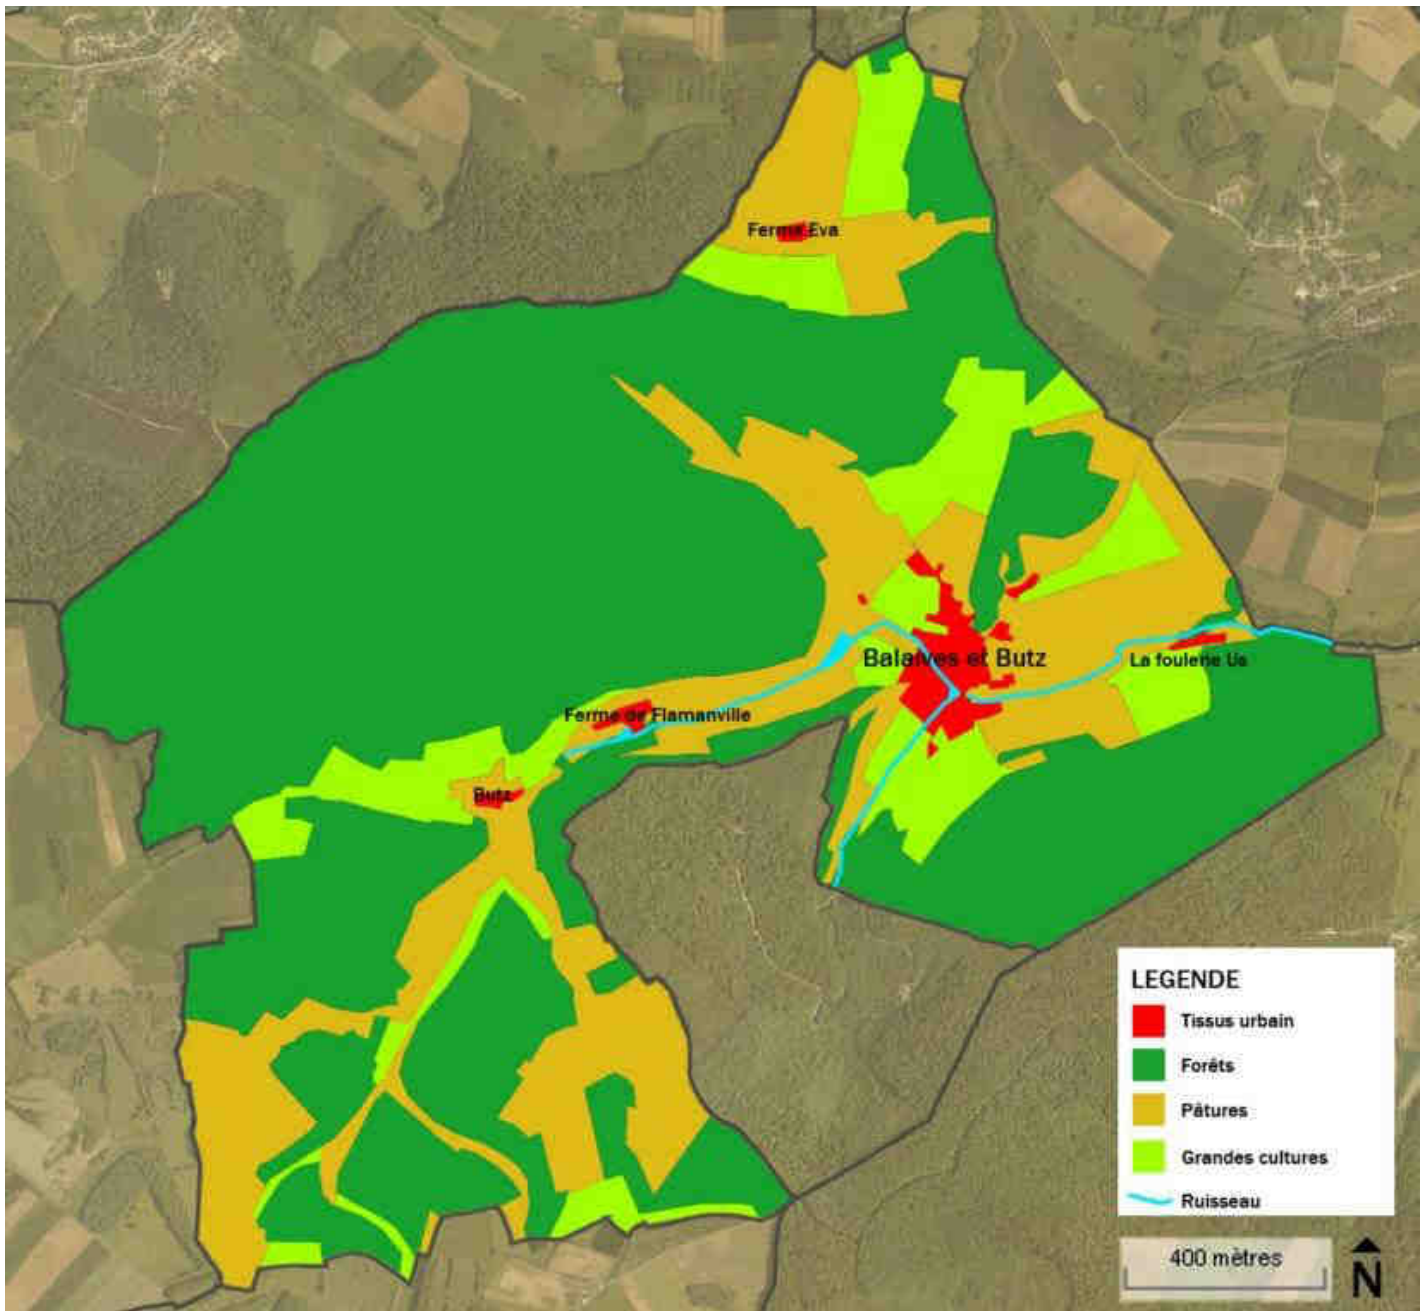 Ferme Eva
Balaives et Butz
La foulerie Us
Ferme de Flamanville
Butz
LEGENDE
Tissus urbain
Forêts
Pâtures
Grandes cultures
Ruisseau
400 mètres
N